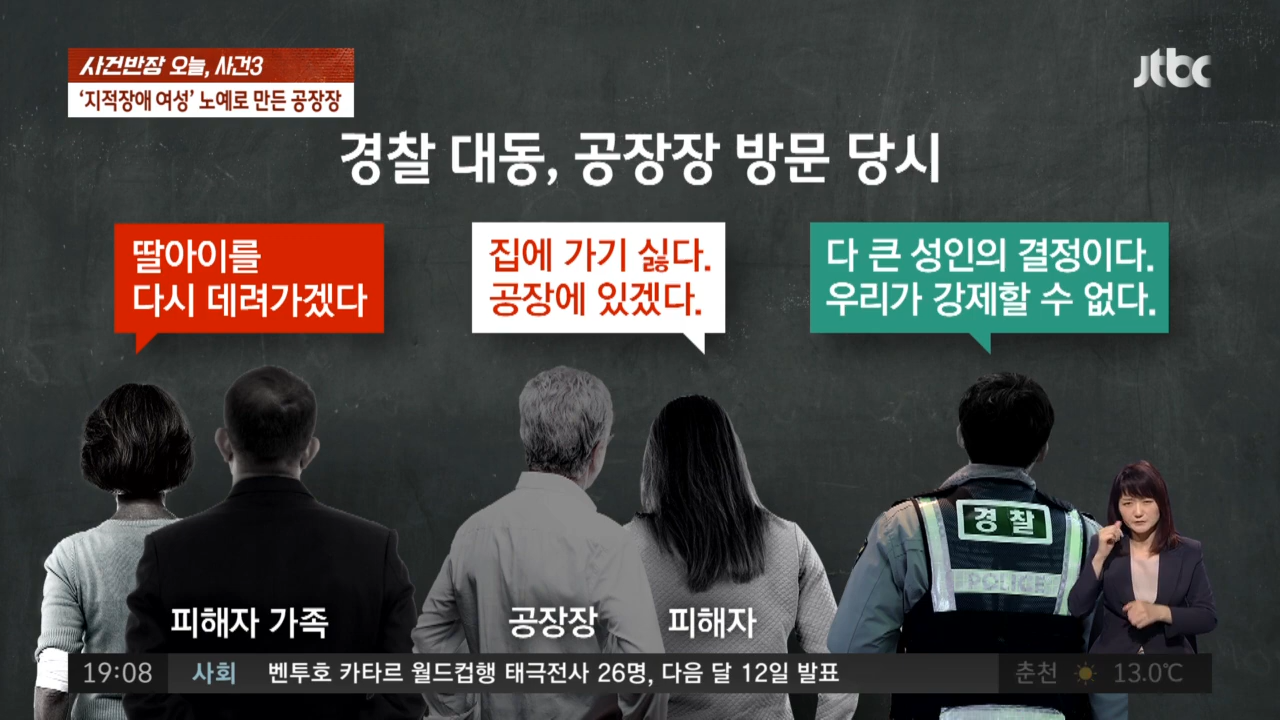 사건반장 오늘, 사건3
'지적장애 여성' 노예로 만든 공장장
jtbc
경찰 대동, 공장장 방문 당시
딸아이를
다시 데려가겠다
집에 가기 싫다.
공장에 있겠다.
다 큰 성인의 결정이다.
우리가 강제할 수 없다.
경찰
POLICE
피해자 가족
공장장
피해자
19:08
사회
벤투호 카타르 월드컵행 태극전사 26명, 다음 달 12일 발표
춘천
13.0℃